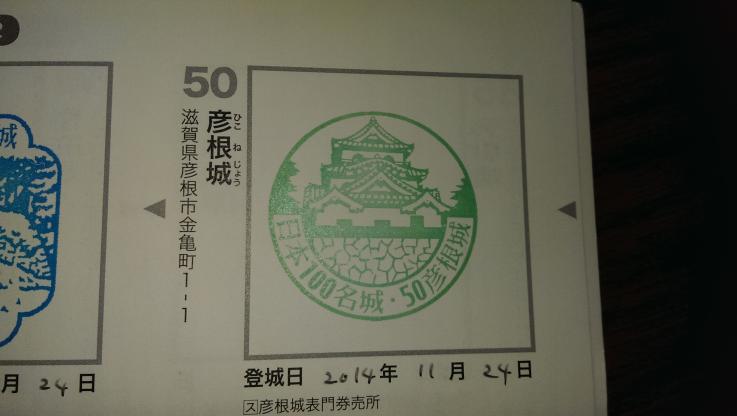 50
彦根城
ひこねじょう
滋賀県彦根市金亀町1-1
日本100名城・50彦根城
登城日 2014年 11月 24日
ス彦根城表門券売所
城
月 24日